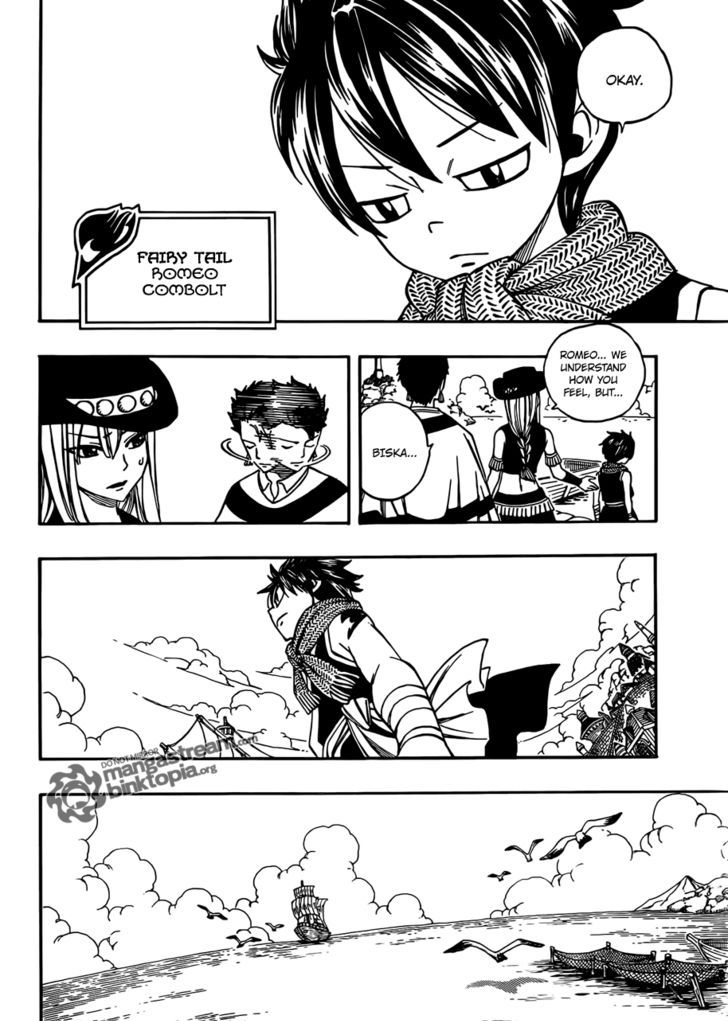 OKAY.
FAIRY TAIL
ROMEO
COMBOLT
ROMEO... WE
UNDERSTAND
HOW YOU
FEEL, BUT...
BISKA...
DO NOT MIRROR
mangastream.com
binktopia.org